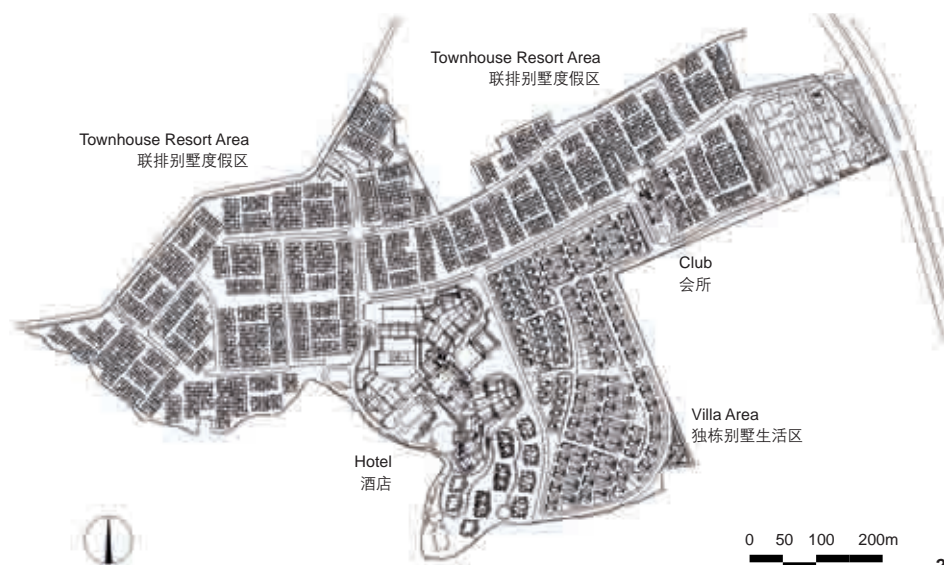 Townhouse Resort Area
联排别墅度假区
Townhouse Resort Area
联排别墅度假区
Club
会所
Villa Area
独栋别墅生活区
Hotel
酒店
0 50 100 200m
2